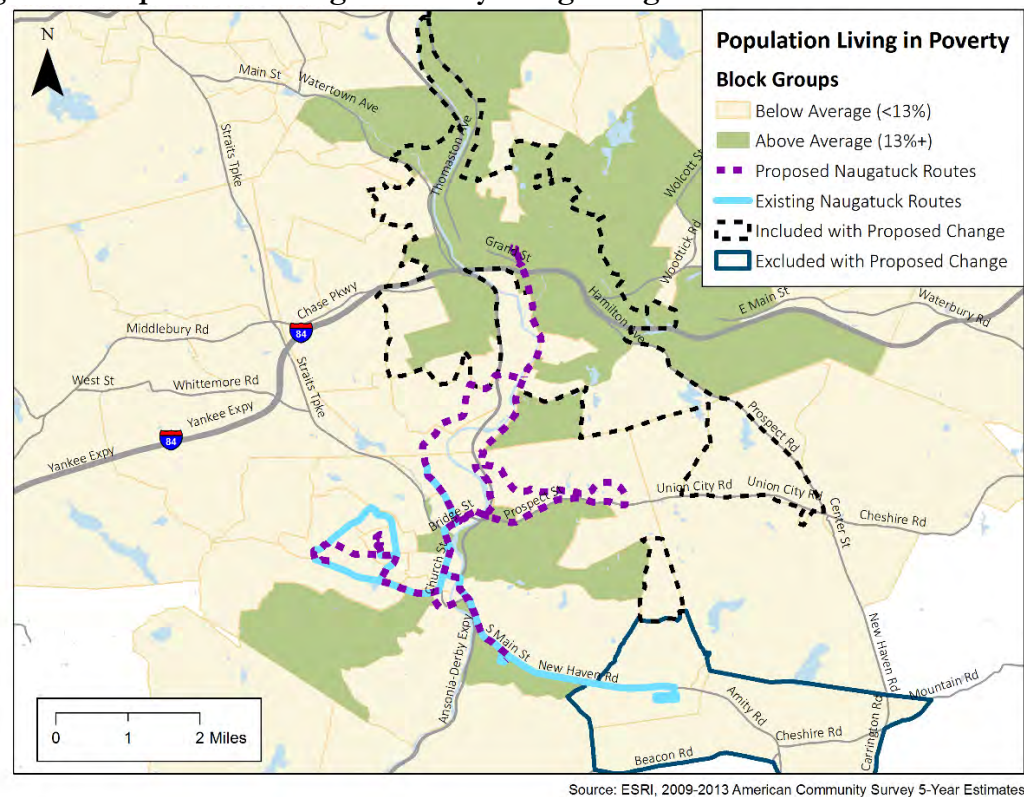 N
Population Living in Poverty
Block Groups
Below Average (<13%)
Above Average (13%+)
Proposed Naugatuck Routes
Existing Naugatuck Routes
Included with Proposed Change
Excluded with Proposed Change
Main St
Watertown Ave
Straits Tpke
Thomaston Ave
Wolcott St
Woodtick Rd
Grand St
Hamilton Ave
E Main St
Waterbury Rd
Chase Pkwy
84
Middlebury Rd
West St
Whittemore Rd
Straits Tpke
Yankee Expy
84
Yankee Expy
Prospect Rd
Union City Rd
Union City Rd
Prospect St
Bridge St
Cheshire Rd
Center St
Church St
S Main St
New Haven Rd
New Haven Rd
Mountain Rd
Ansonia-Derby Expy
Amity Rd
Carrington Rd
Cheshire Rd
Beacon Rd
0 1 2 Miles
Source: ESRI, 2009-2013 American Community Survey 5-Year Estimates